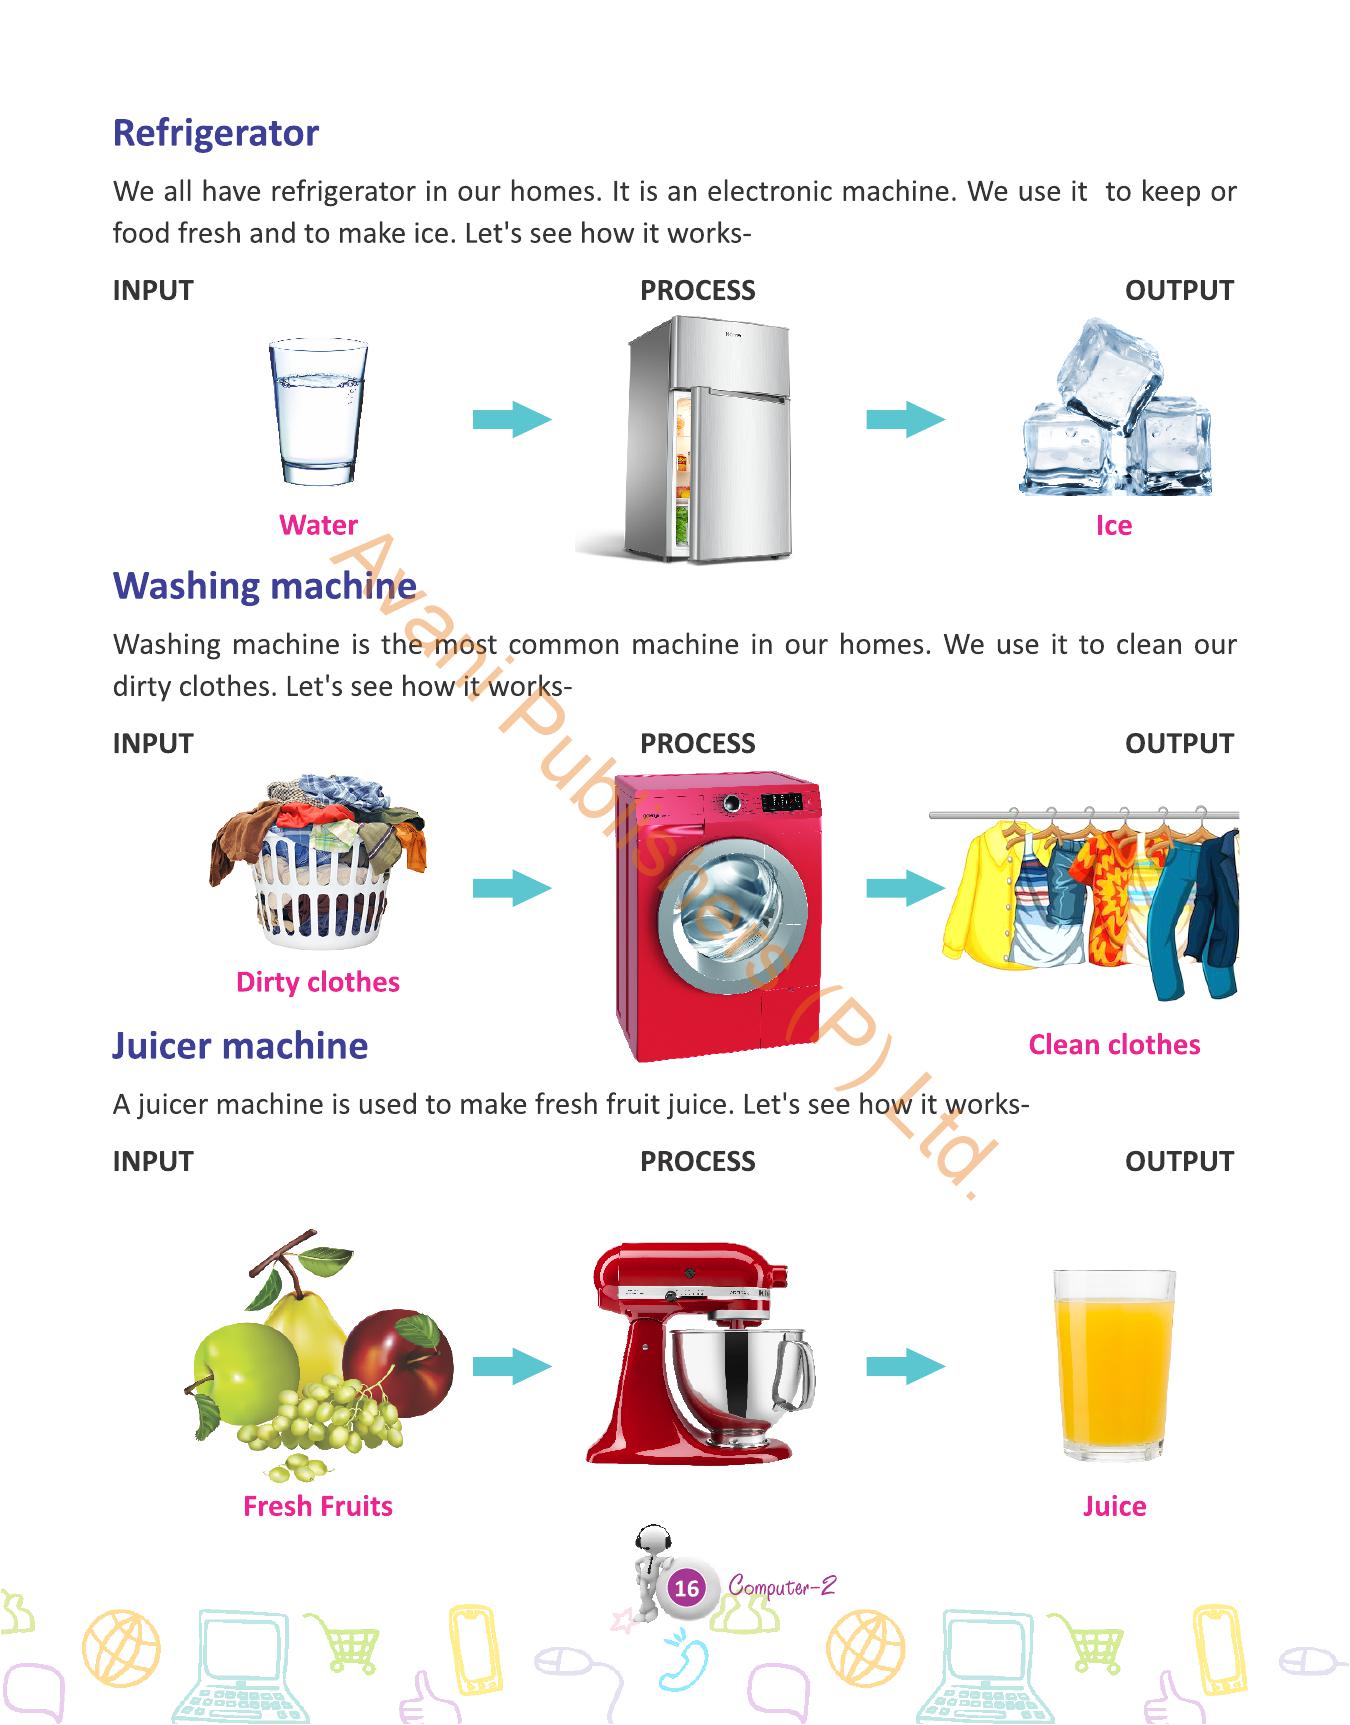 Refrigerator
We all have refrigerator in our homes. It is an electronic machine. We use it  to keep or
food fresh and to make ice. Let's see how it works-
INPUT PROCESS OUTPUT
Water Ice
Washing machine
Washing machine is the most common machine in our homes. We use it to clean our
dirty clothes. Let's see how it works-
INPUT PROCESS OUTPUT
Dirty clothes
Clean clothes
Juicer machine
A juicer machine is used to make fresh fruit juice. Let's see how it works-
INPUT PROCESS OUTPUT
Fresh Fruits Juice
16 Computer-2
Avani Publishers (P) Ltd.